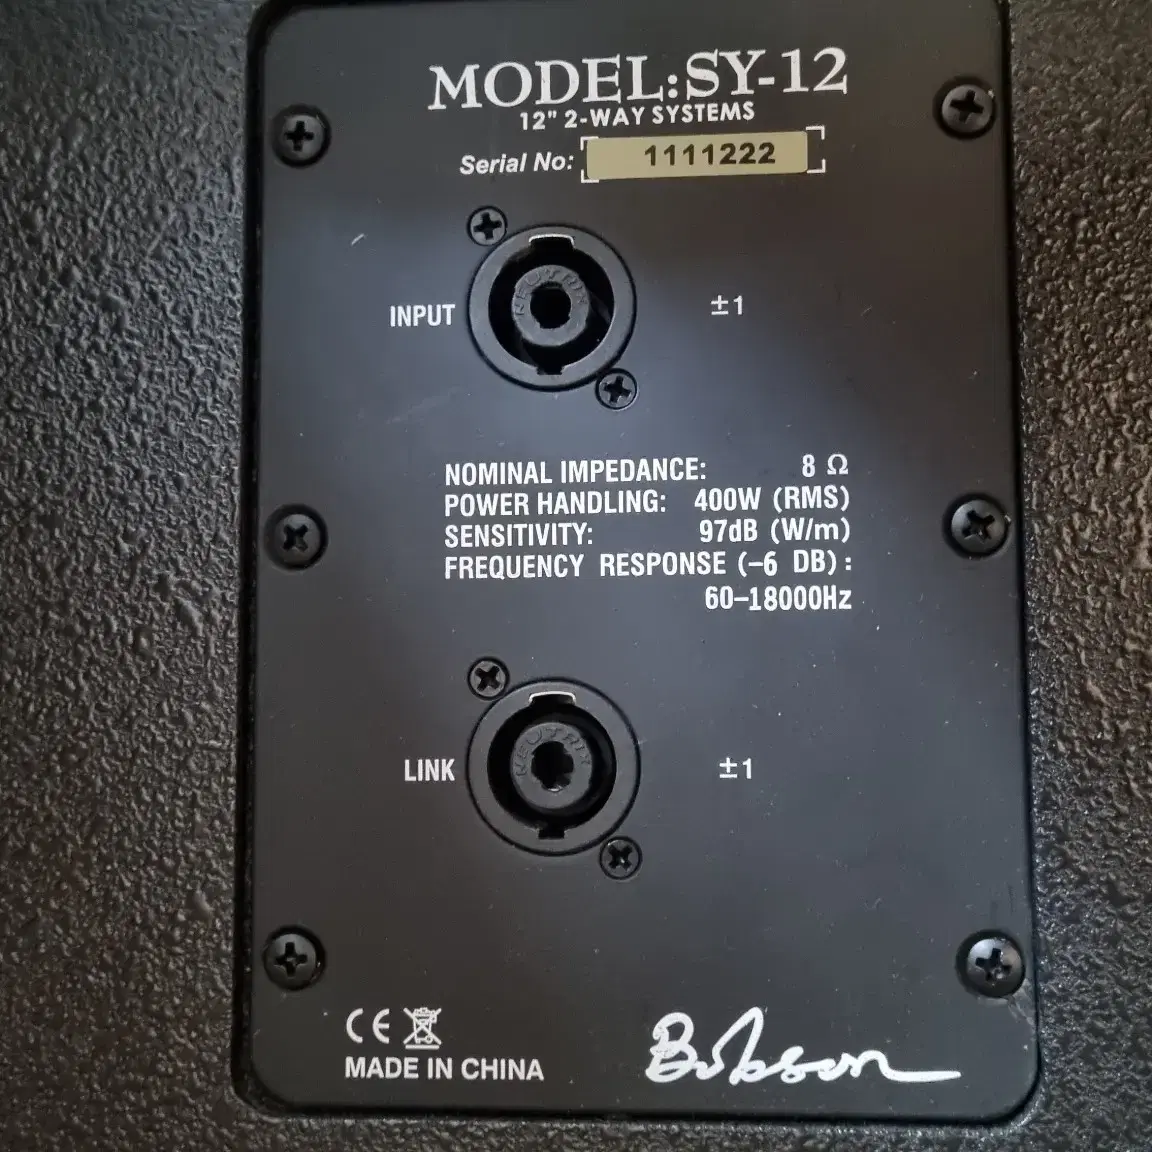 MODEL:SY-12
12" 2-WAY SYSTEMS
Serial No: 1111222
NEUTRIK
INPUT ±1
NOMINAL IMPEDANCE: 8 Ω
POWER HANDLING: 400W (RMS)
SENSITIVITY: 97dB (W/m)
FREQUENCY RESPONSE (-6 DB):
60-18000Hz
NEUTRIK
LINK ±1
CE
MADE IN CHINA
Bobson